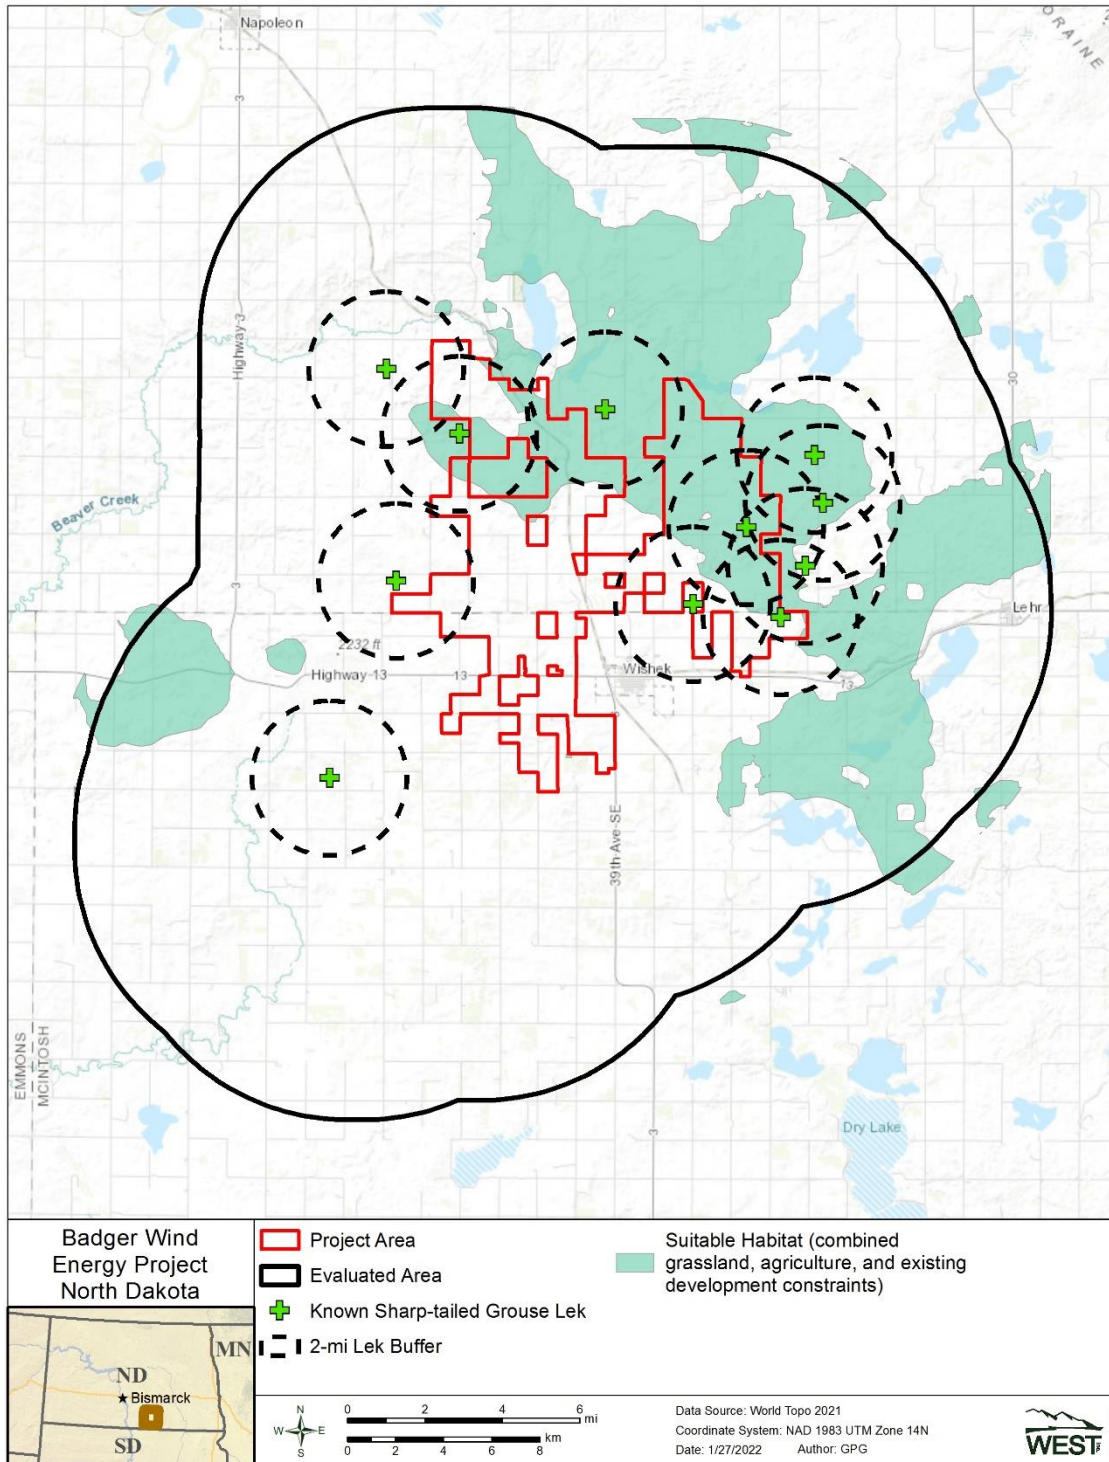 Napoleon
ORAINE
3
Highway-3
30
Beaver Creek
3
2232 ft
Highway 13
13
Wishek
Lehr
13
39th-Ave-SE
3
3
EMMONS
MCINTOSH
Dry Lake
Badger Wind
Energy Project
North Dakota
Project Area
Evaluated Area
Known Sharp-tailed Grouse Lek
2-mi Lek Buffer
Suitable Habitat (combined
grassland, agriculture, and existing
development constraints)
MN
ND
Bismarck
SD
N
W E
S
0 2 4 6
mi
km
0 2 4 6 8
Data Source: World Topo 2021
Coordinate System: NAD 1983 UTM Zone 14N
Date: 1/27/2022 Author: GPG
WEST